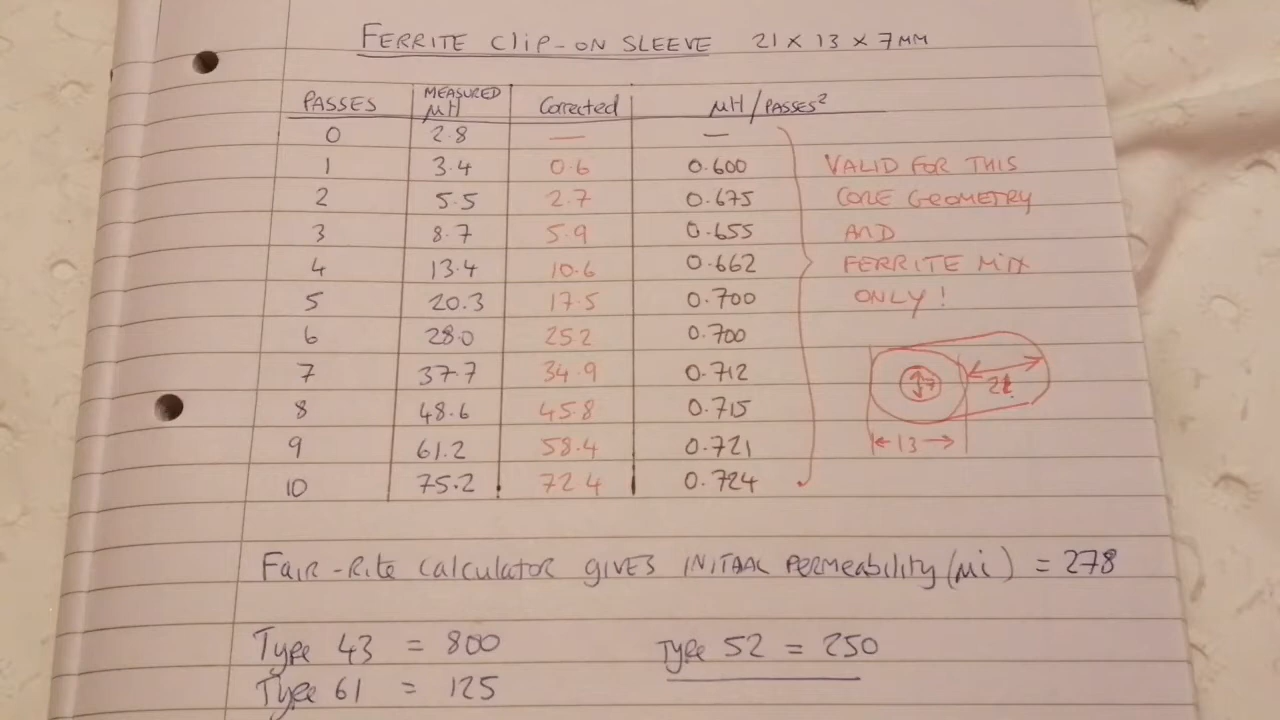 FERRITE CLIP-ON SLEEVE 21 x 13 x 7MM
PASSES MEASURED µH Corrected µH/PASSES²
0 2.8 — —
1 3.4 0.6 0.600
2 5.5 2.7 0.675
3 8.7 5.9 0.655
4 13.4 10.6 0.662
5 20.3 17.5 0.700
6 28.0 25.2 0.700
7 37.7 34.9 0.712
8 48.6 45.8 0.715
9 61.2 58.4 0.721
10 75.2 72.4 0.724
VALID FOR THIS
CORE GEOMETRY
AND
FERRITE MIX
ONLY!
7
13
FAIR-RITE CALCULATOR GIVES INITAAL PERMEABILITY (µi) = 278
Type 43 = 800
Type 52 = 250
Type 61 = 125